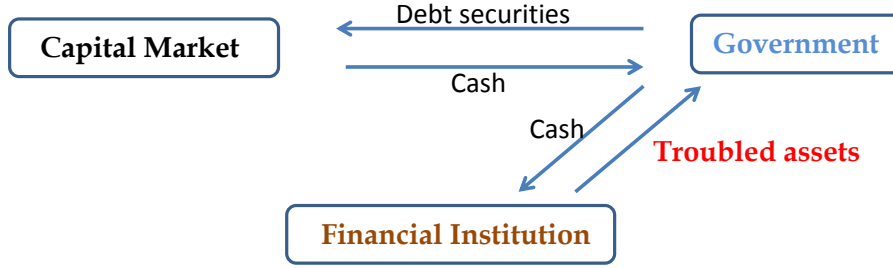 Debt securities
Capital Market
Government
Cash
Cash
Troubled assets
Financial Institution